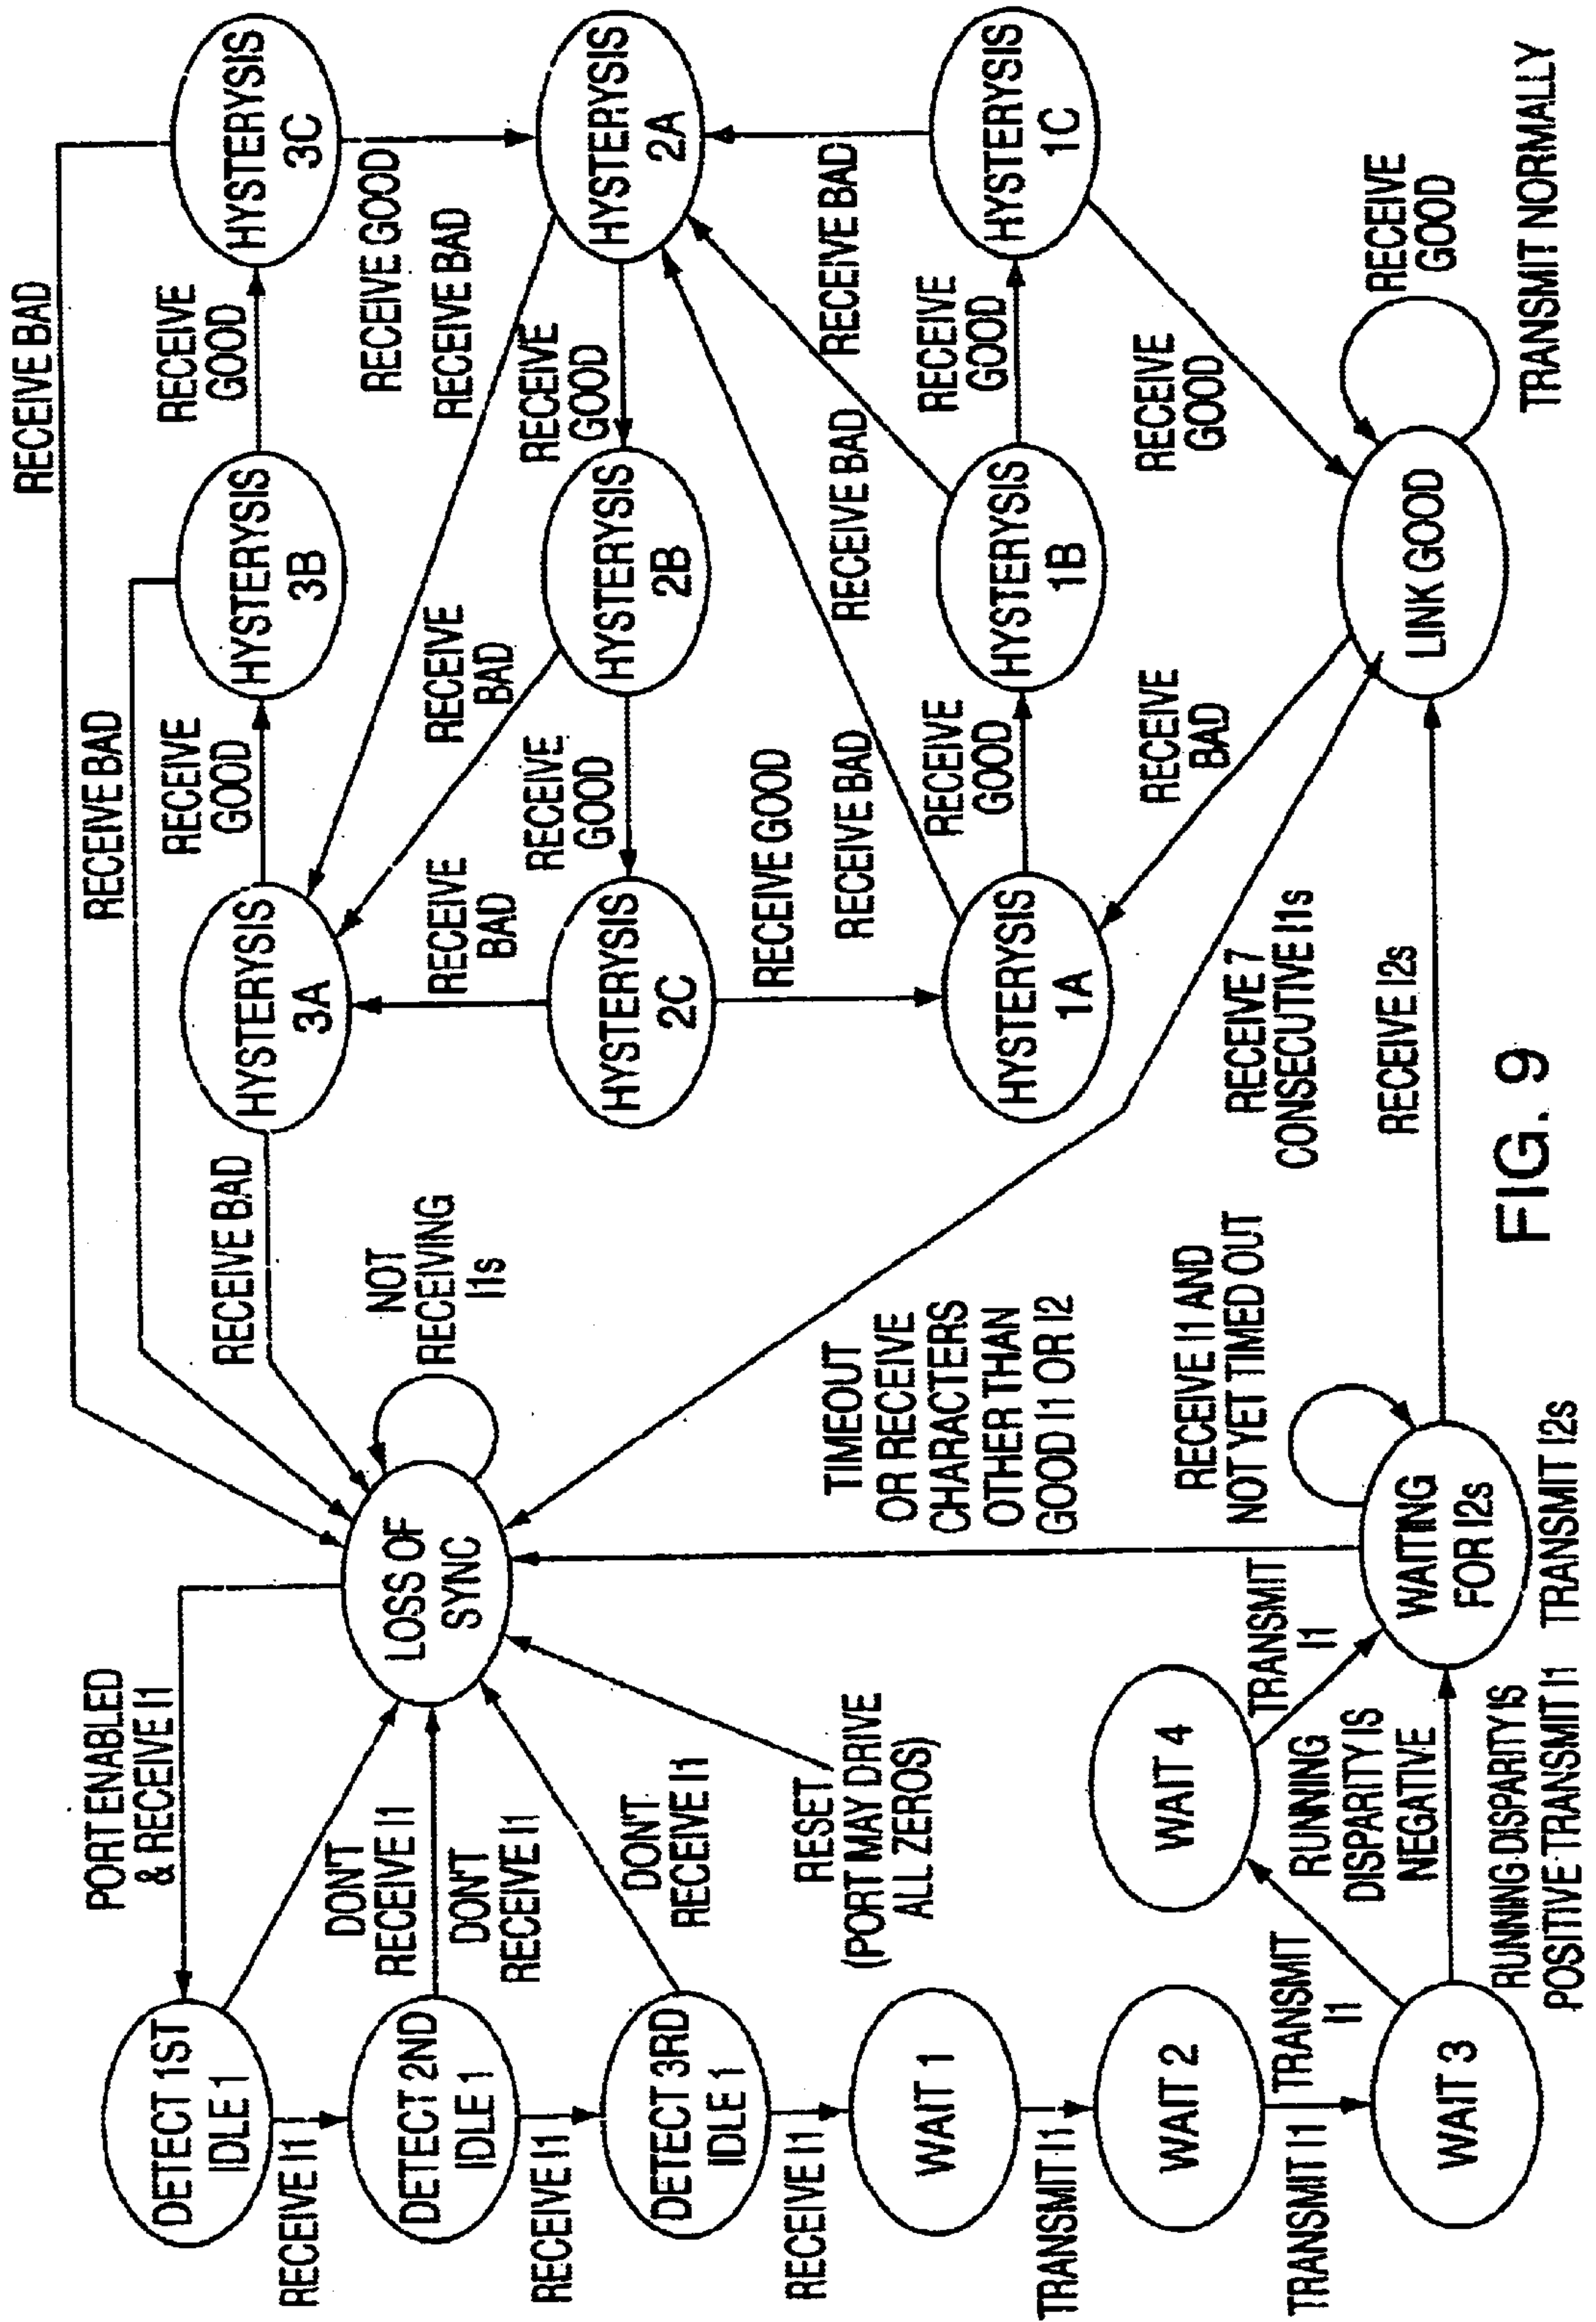 RECEIVE BAD
RECEIVE BAD
PORT ENABLED
& RECEIVE I1
DETECT 1ST
IDLE 1
RECEIVE BAD
RECEIVE
GOOD
RECEIVE
GOOD
HYSTERYSIS
3A
HYSTERYSIS
3B
HYSTERYSIS
3C
RECEIVE I1
DON'T
RECEIVE I1
NOT
RECEIVING
I1s
LOSS OF
SYNC
DETECT 2ND
IDLE 1
DON'T
RECEIVE I1
RECEIVE
BAD
RECEIVE
BAD
RECEIVE BAD
RECEIVE GOOD
RECEIVE I1
RECEIVE
GOOD
RECEIVE
GOOD
HYSTERYSIS
2C
HYSTERYSIS
2B
HYSTERYSIS
2A
DETECT 3RD
IDLE 1
DON'T
RECEIVE I1
RECEIVE I1
RESET
(PORT MAY DRIVE
ALL ZEROS)
TIMEOUT
OR RECEIVE
CHARACTERS
OTHER THAN
GOOD I1 OR I2
RECEIVE GOOD
RECEIVE BAD
RECEIVE BAD
RECEIVE BAD
WAIT 1
RECEIVE
GOOD
RECEIVE
GOOD
HYSTERYSIS
1A
HYSTERYSIS
1B
HYSTERYSIS
1C
TRANSMIT I1
WAIT 2
WAIT 4
RECEIVE
BAD
RECEIVE
GOOD
RECEIVE 7
CONSECUTIVE I1s
RECEIVE I1 AND
NOT YET TIMED OUT
TRANSMIT
I1
TRANSMIT
I1
TRANSMIT I1
RUNNING
DISPARITY IS
NEGATIVE
RECEIVE I2s
RECEIVE
GOOD
WAIT 3
WAITING
FOR I2s
LINK GOOD
RUNNING DISPARITY IS
POSITIVE TRANSMIT I1
TRANSMIT I2s
TRANSMIT NORMALLY
FIG. 9